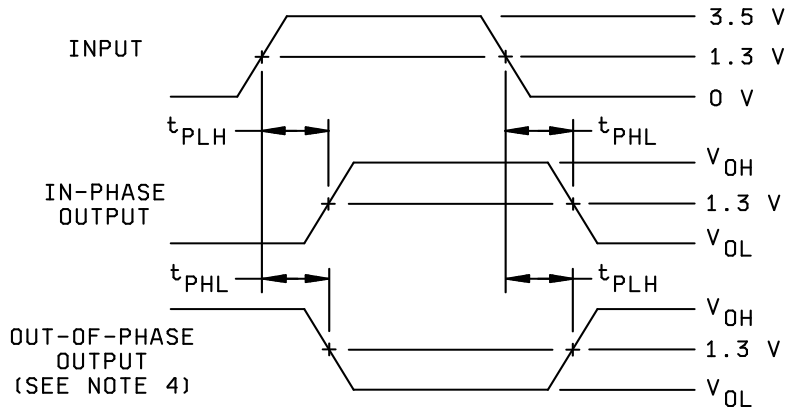 3.5 V
INPUT
1.3 V
0 V
tPLH
tPHL
VOH
IN-PHASE
OUTPUT
1.3 V
VOL
tPHL
tPLH
VOH
OUT-OF-PHASE
OUTPUT
(SEE NOTE 4)
1.3 V
VOL